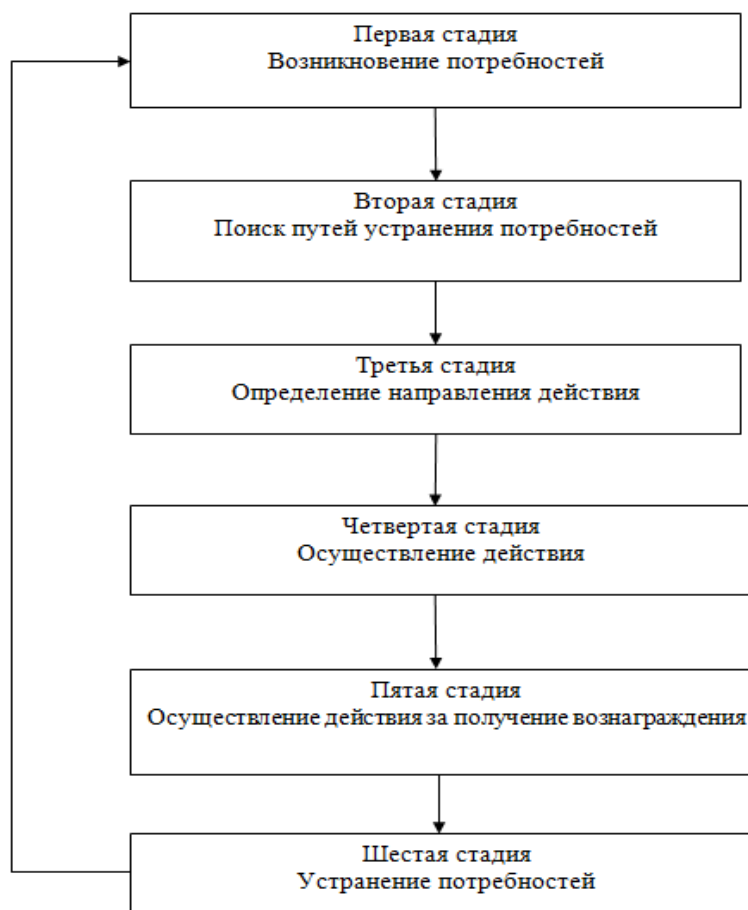 Первая стадия
Возникновение потребностей
Вторая стадия
Поиск путей устранения потребностей
Третья стадия
Определение направления действия
Четвертая стадия
Осуществление действия
Пятая стадия
Осуществление действия за получение вознаграждения
Шестая стадия
Устранение потребностей